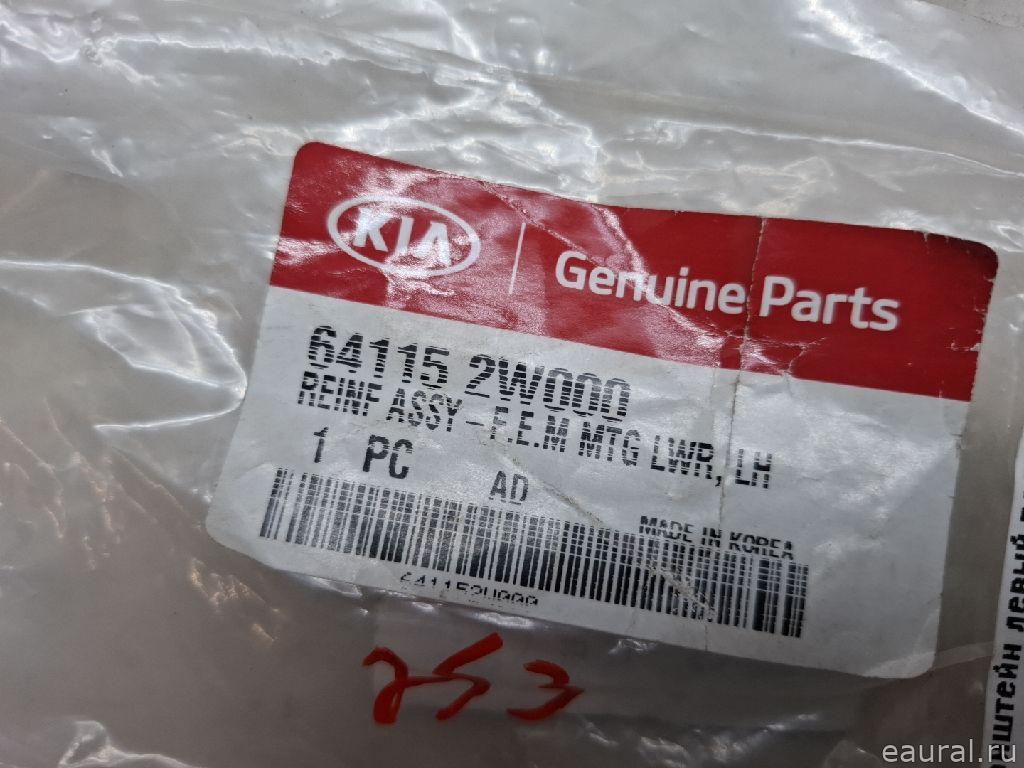 KIA Genuine Parts
64115 2W000
REINF ASSY-F.E.M MTG LWR, LH
1 PC AD
MADE IN KOREA
641152W000
253
левый
eaural.ru